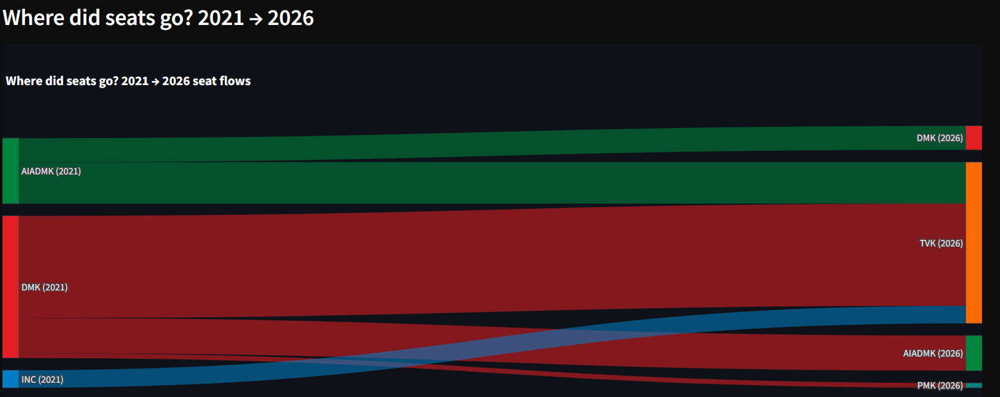 Where did seats go? 2021 → 2026
Where did seats go? 2021 → 2026 seat flows
DMK (2026)
AIADMK (2021)
TVK (2026)
DMK (2021)
AIADMK (2026)
INC (2021)
PMK (2026)